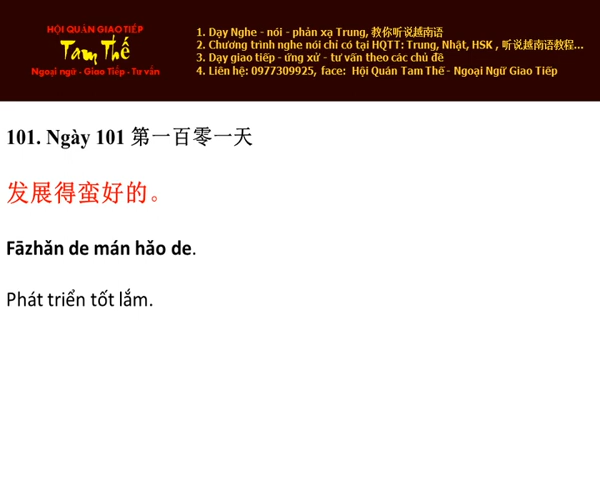 HỘI QUÁN GIAO TIẾP
Tam Thế
Ngoại ngữ - Giao Tiếp - Tư vấn
1. Dạy Nghe - nói - phản xạ Trung, 教你听说越南语
2. Chương trình nghe nói chỉ có tại HQTT: Trung, Nhật, HSK , 听说越南语教程...
3. Dạy giao tiếp - ứng xử - tư vấn theo các chủ đề
4. Liên hệ: 0977309925, face: Hội Quán Tam Thế - Ngoại Ngữ Giao Tiếp
101. Ngày 101 第一百零一天
发展得蛮好的。
Fāzhǎn de mán hǎo de.
Phát triển tốt lắm.